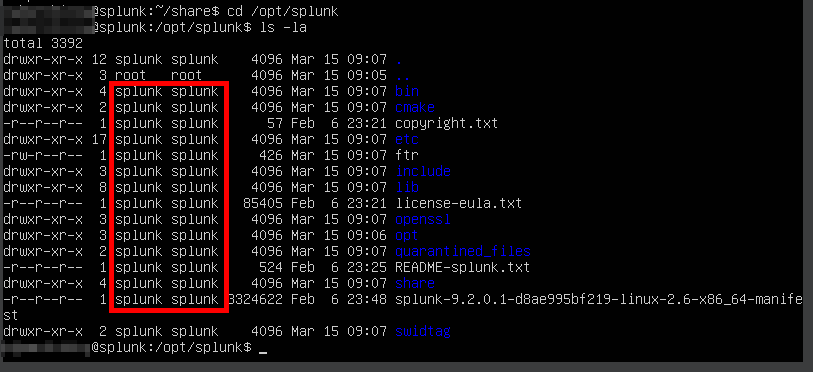 @splunk:~/share$ cd /opt/splunk
@splunk:/opt/splunk$ ls -la
total 3392
drwxr-xr-x 12 splunk splunk    4096 Mar 15 09:07 .
drwxr-xr-x  3 root   root      4096 Mar 15 09:05 ..
drwxr-xr-x  4 splunk splunk    4096 Mar 15 09:07 bin
drwxr-xr-x  2 splunk splunk    4096 Mar 15 09:07 cmake
-r--r--r--  1 splunk splunk      57 Feb  6 23:21 copyright.txt
drwxr-xr-x 17 splunk splunk    4096 Mar 15 09:07 etc
-rw-r--r--  1 splunk splunk     426 Mar 15 09:07 ftr
drwxr-xr-x  3 splunk splunk    4096 Mar 15 09:07 include
drwxr-xr-x  8 splunk splunk    4096 Mar 15 09:07 lib
-r--r--r--  1 splunk splunk   85405 Feb  6 23:21 license-eula.txt
drwxr-xr-x  3 splunk splunk    4096 Mar 15 09:07 openssl
drwxr-xr-x  3 splunk splunk    4096 Mar 15 09:06 opt
drwxr-xr-x  2 splunk splunk    4096 Mar 15 09:07 quarantined_files
-r--r--r--  1 splunk splunk     524 Feb  6 23:25 README-splunk.txt
drwxr-xr-x  4 splunk splunk    4096 Mar 15 09:07 share
-r--r--r--  1 splunk splunk 3324622 Feb  6 23:48 splunk-9.2.0.1-d8ae995bf219-linux-2.6-x86_64-manife
st
drwxr-xr-x  2 splunk splunk    4096 Mar 15 09:07 swidtag
@splunk:/opt/splunk$ _